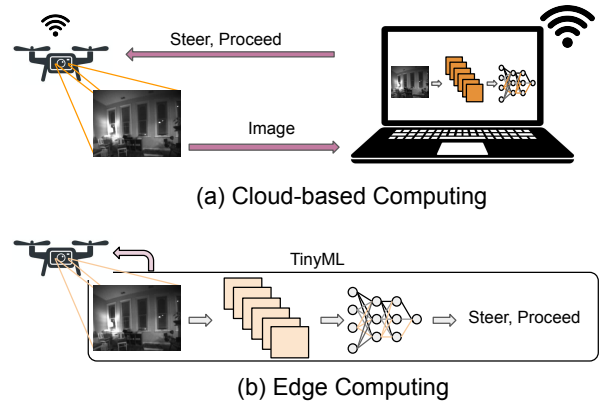 Steer, Proceed
Image
(a) Cloud-based Computing
TinyML
Steer, Proceed
(b) Edge Computing